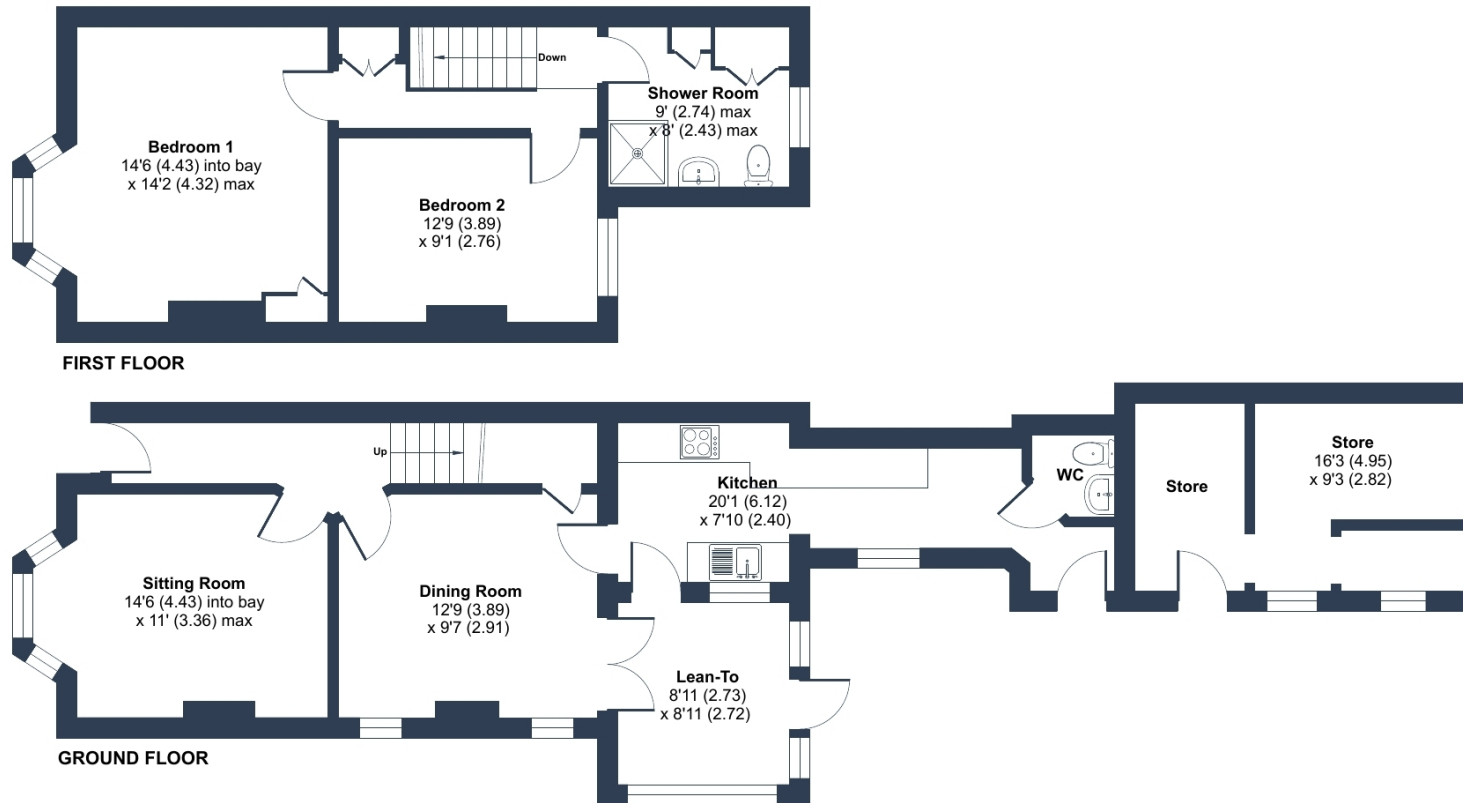 Down
Shower Room
9' (2.74) max
x 8' (2.43) max
Bedroom 1
14'6 (4.43) into bay
x 14'2 (4.32) max
Bedroom 2
12'9 (3.89)
x 9'1 (2.76)
FIRST FLOOR
Up
Kitchen
20'1 (6.12)
x 7'10 (2.40)
WC
Store
Store
16'3 (4.95)
x 9'3 (2.82)
Sitting Room
14'6 (4.43) into bay
x 11' (3.36) max
Dining Room
12'9 (3.89)
x 9'7 (2.91)
Lean-To
8'11 (2.73)
x 8'11 (2.72)
GROUND FLOOR